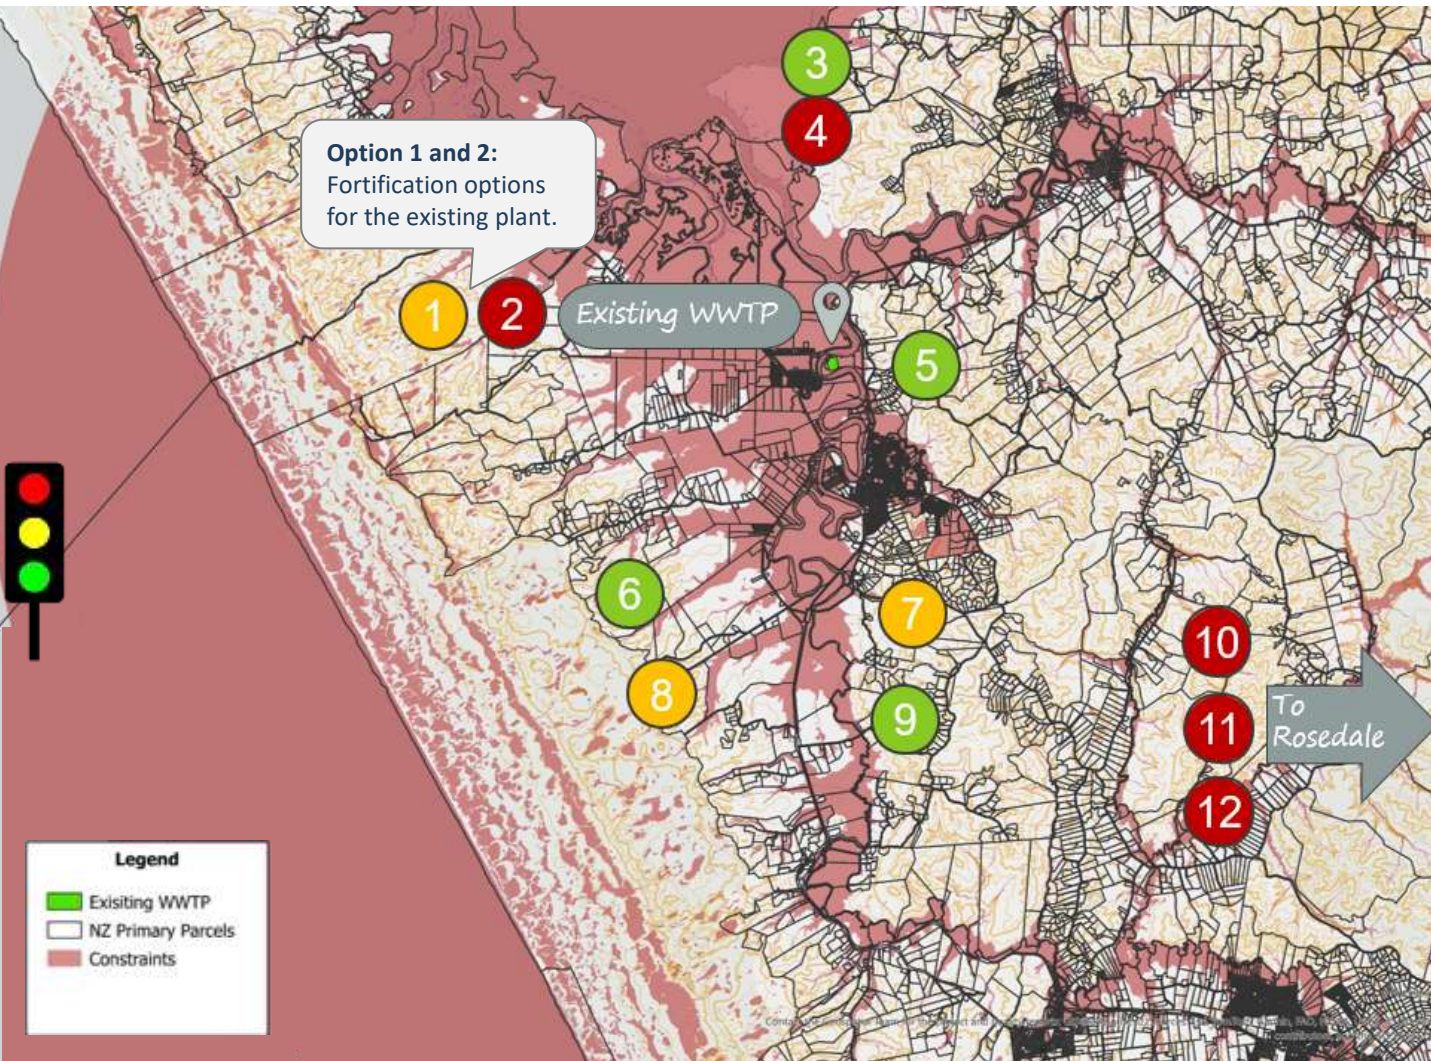 3
4
Option 1 and 2:
Fortification options
for the existing plant.
1
2
Existing WWTP
5
6
7
8
9
10
11
12
To
Rosedale
Legend
Exisiting WWTP
NZ Primary Parcels
Constraints